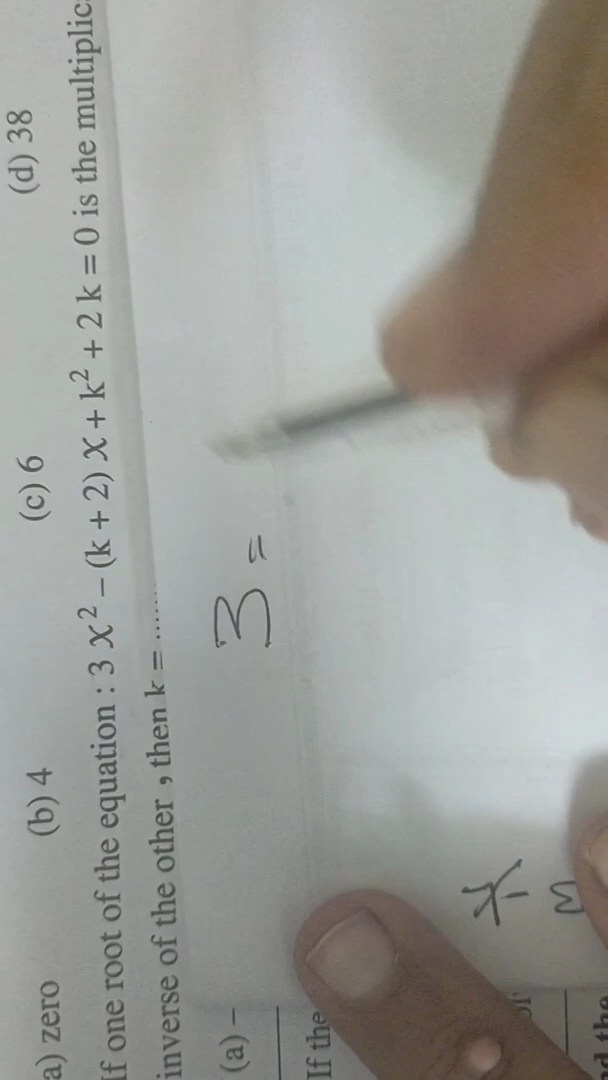 a) zero (b) 4 (c) 6 (d) 38
If one root of the equation : 3 x² – (k + 2) x + k² + 2 k = 0 is the
inverse of the other , then k = ........
3 =
(a) –
If the
3